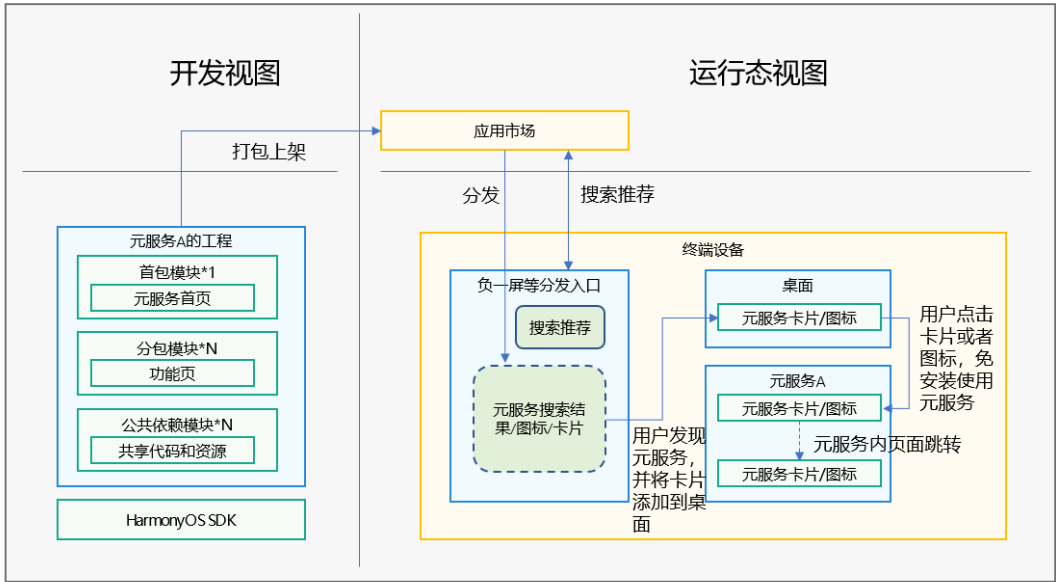 开发视图
运行态视图
应用市场
打包上架
分发
搜索推荐
元服务A的工程
首包模块*1
元服务首页
分包模块*N
功能页
公共依赖模块*N
共享代码和资源
HarmonyOS SDK
终端设备
负一屏等分发入口
搜索推荐
元服务搜索结
果/图标/卡片
用户发现
元服务，
并将卡片
添加到桌
面
桌面
元服务卡片/图标
用户点击
卡片或者
图标，免
安装使用
元服务
元服务A
元服务卡片/图标
元服务内页面跳转
元服务卡片/图标